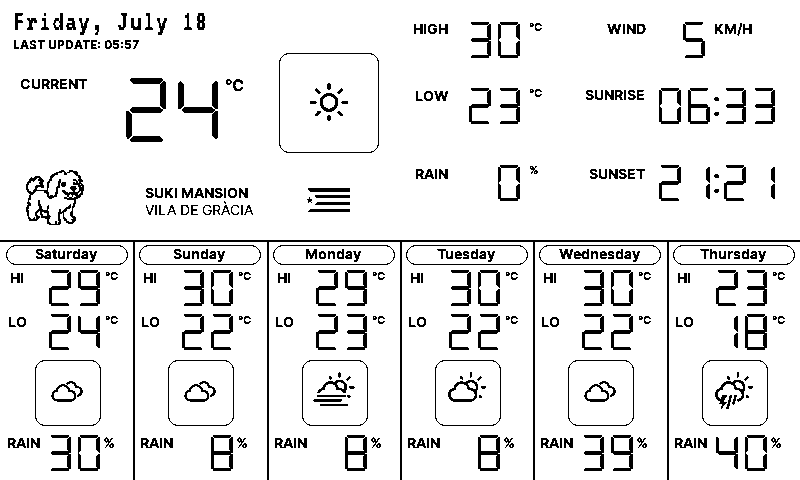 Friday, July 18
LAST UPDATE: 05:57
CURRENT 24 °C
HIGH 30 °C
LOW 23 °C
RAIN 0 %
WIND 5 KM/H
SUNRISE 06:33
SUNSET 21:21
SUKI MANSION
VILA DE GRÀCIA
Saturday
HI 29 °C
LO 24 °C
RAIN 30 %
Sunday
HI 30 °C
LO 22 °C
RAIN 8 %
Monday
HI 29 °C
LO 23 °C
RAIN 8 %
Tuesday
HI 30 °C
LO 22 °C
RAIN 8 %
Wednesday
HI 30 °C
LO 22 °C
RAIN 39 %
Thursday
HI 23 °C
LO 18 °C
RAIN 40 %